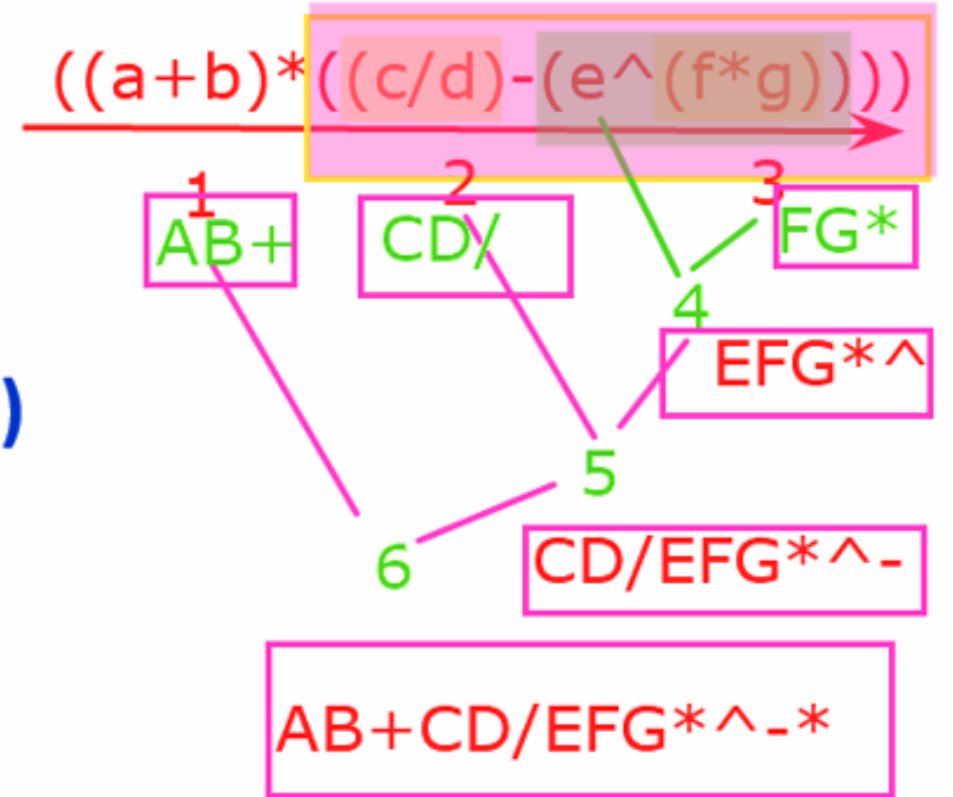 ((a+b)*((c/d)-(e^(f*g))))
1 2 3
AB+ CD/ FG*
4
EFG*^
)
5
6 CD/EFG*^-
AB+CD/EFG*^-*